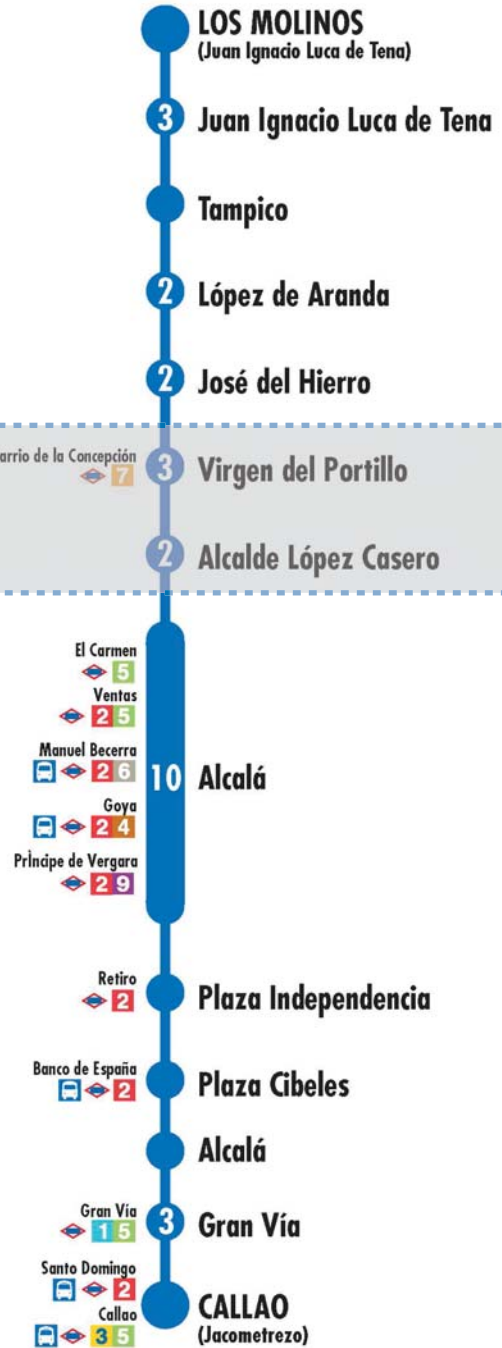 LOS MOLINOS
(Juan Ignacio Luca de Tena)
3 Juan Ignacio Luca de Tena
Tampico
2 López de Aranda
2 José del Hierro
arrio de la Concepción
7
3 Virgen del Portillo
2 Alcalde López Casero
El Carmen
5
Ventas
2 5
Manuel Becerra
2 6
Goya
2 4
Prìncipe de Vergara
2 9
10 Alcalá
Retiro
2
Plaza Independencia
Banco de España
2
Plaza Cibeles
Alcalá
Gran Vía
1 5
3 Gran Vía
Santo Domingo
2
Callao
3 5
CALLAO
(Jacometrezo)